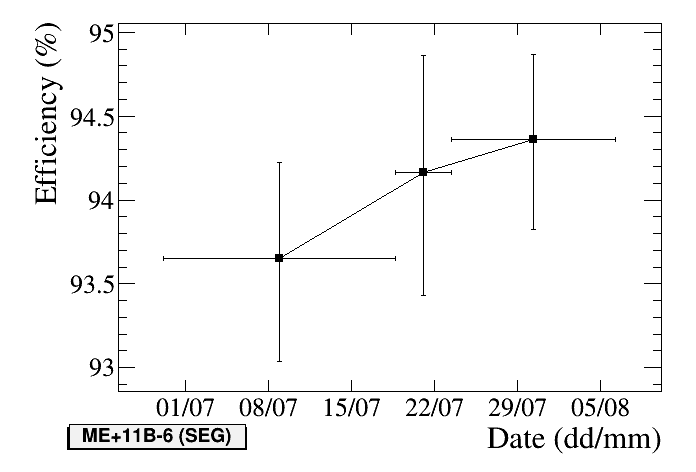 Efficiency (%)
95
94.5
94
93.5
93
01/07 08/07 15/07 22/07 29/07 05/08
ME+11B-6 (SEG)
Date (dd/mm)